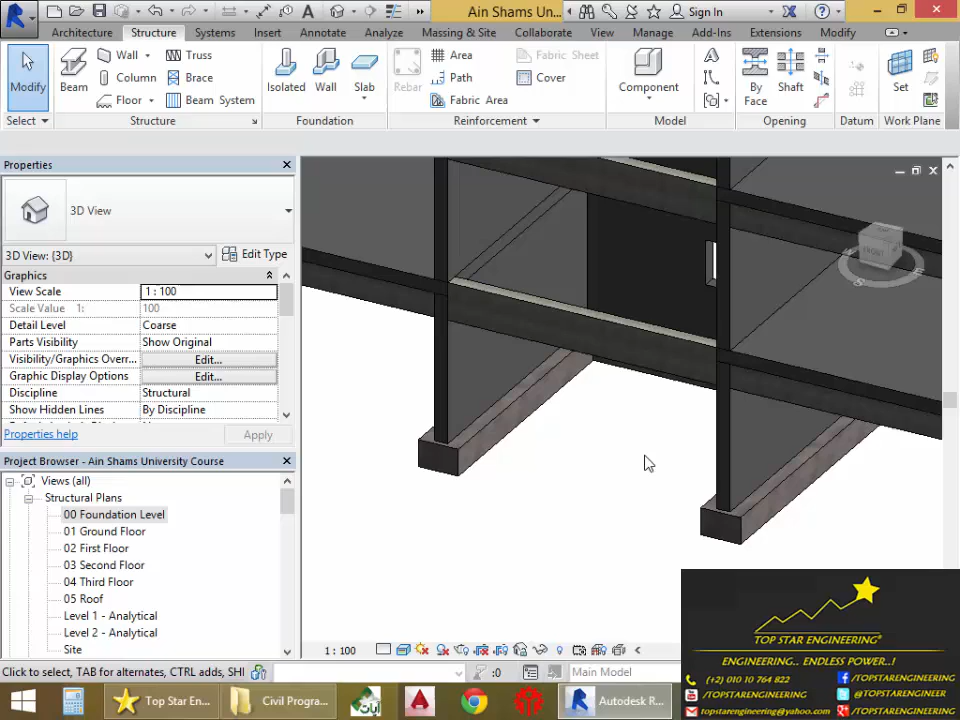 Ain Shams Un...
Sign In
Architecture Structure Systems Insert Annotate Analyze Massing & Site Collaborate View Manage Add-Ins Extensions Modify
Modify Beam Wall Truss Isolated Wall Slab Rebar Area Fabric Sheet Component By Face Shaft Set
Column Brace Path Cover
Floor Beam System Fabric Area
Select Structure Foundation Reinforcement Model Opening Datum Work Plane
Properties
3D View
3D View: {3D} Edit Type
Graphics
View Scale 1 : 100
Scale Value 1: 100
Detail Level Coarse
Parts Visibility Show Original
Visibility/Graphics Overr... Edit...
Graphic Display Options Edit...
Discipline Structural
Show Hidden Lines By Discipline
Properties help Apply
Project Browser - Ain Shams University Course
Views (all)
Structural Plans
00 Foundation Level
01 Ground Floor
02 First Floor
03 Second Floor
04 Third Floor
05 Roof
Level 1 - Analytical
Level 2 - Analytical
Site
FRONT
1 : 100
Click to select, TAB for alternates, CTRL adds, SHI
:0
Main Model
Top Star En...
Civil Progra...
Autodesk R...
TOP STAR ENGINEERING®
ENGINEERING.. ENDLESS POWER..!
(+2) 010 10 764 822
/TOPSTARENGINEERING
/TOPSTARENGINEERING
@TOPSTARENGINEER
topstarengineering@yahoo.com
/TOPSTARENGINEERING